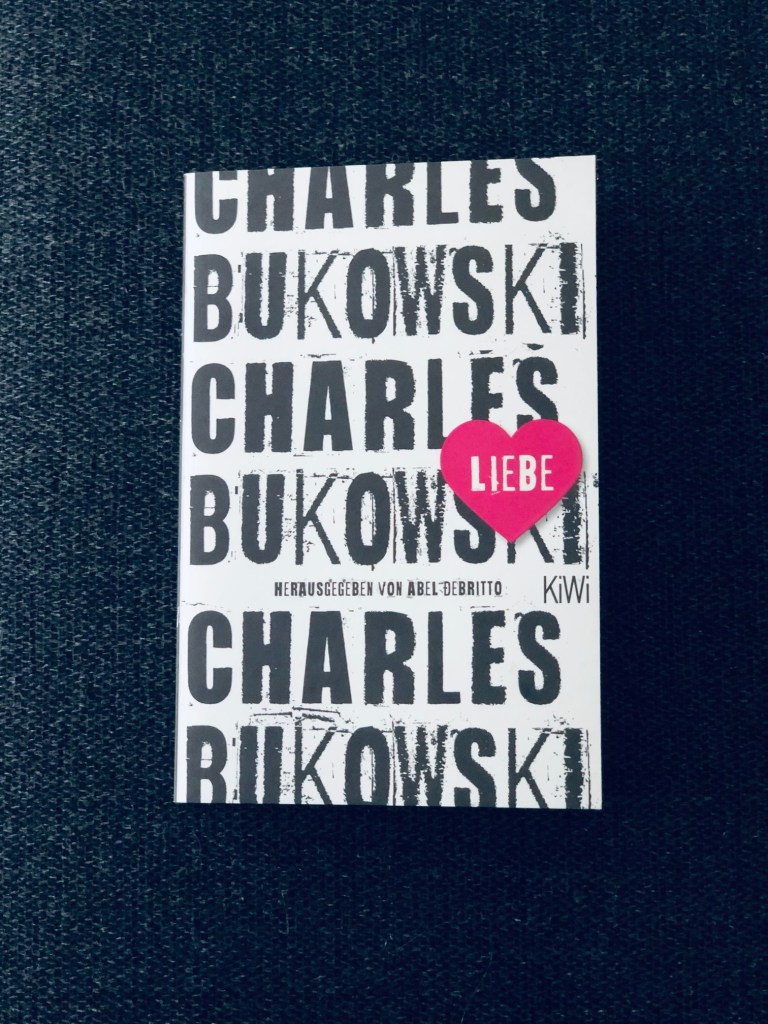 CHARLES
BUKOWSKI
CHARLES
LIEBE
BUKOWSKI
HERAUSGEGEBEN VON ABEL DEBRITTO
KiWi
CHARLES
BUKOWSKI